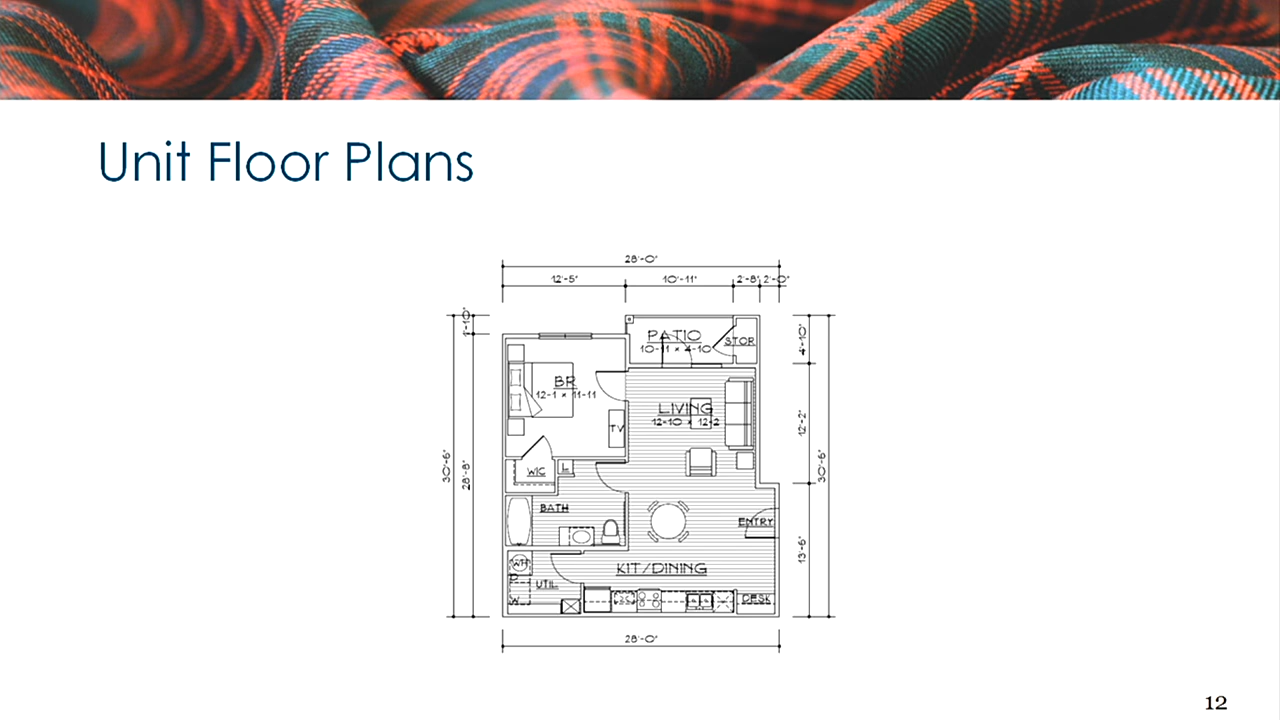 Unit Floor Plans
28'-0"
12'-5" 10'-11" 2'-8" 2'-0"
1'-10"
PATIO
10-11 x 4-10
STOR
4'-10"
BR
12-1 x 11-11
LIVING
12-10 x 12-2
12'-2"
TV
WIC
L
30'-6"
28'-8"
30'-6"
BATH
ENTRY
13'-6"
WH
KIT/DINING
D
UTIL
W
DESK
28'-0"
12